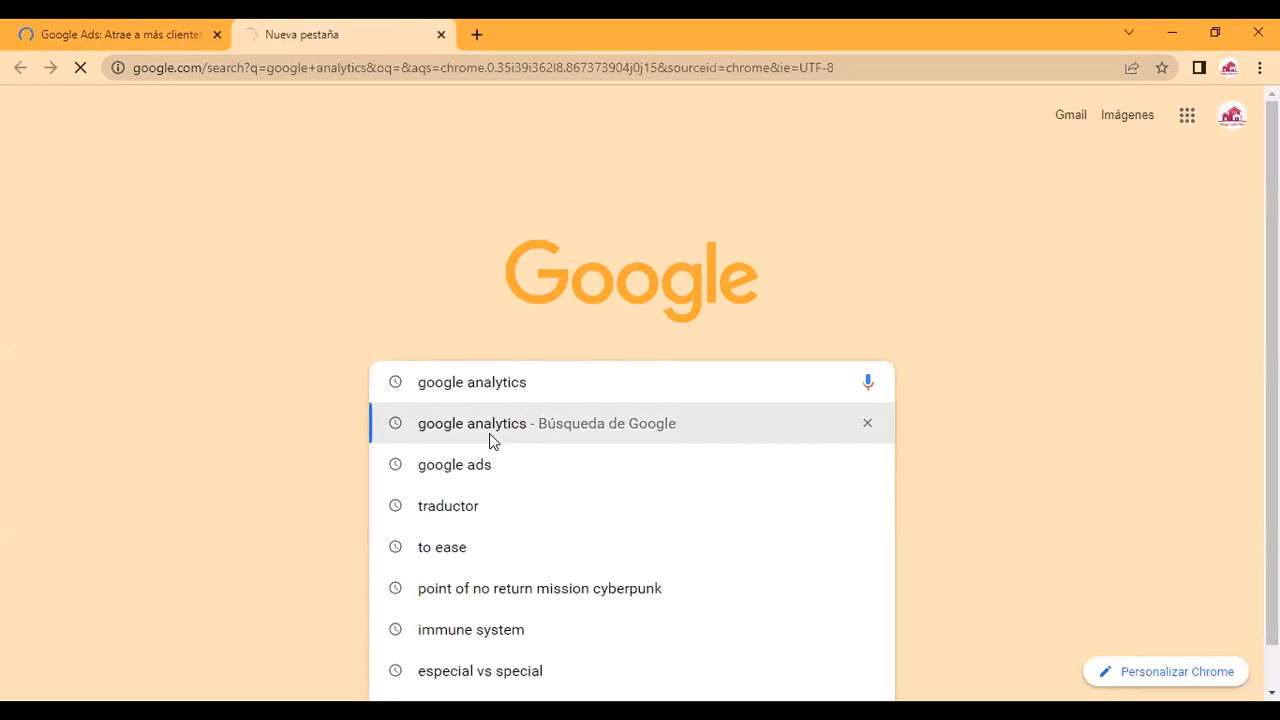 Google Ads: Atrae a más cliente
Nueva pestaña
google.com/search?q=google+analytics&oq=&aqs=chrome.0.35i39i362l8.867373904j0j15&sourceid=chrome&ie=UTF-8
Gmail Imágenes
Google
google analytics
google analytics - Búsqueda de Google
google ads
traductor
to ease
point of no return mission cyberpunk
immune system
especial vs special
Personalizar Chrome